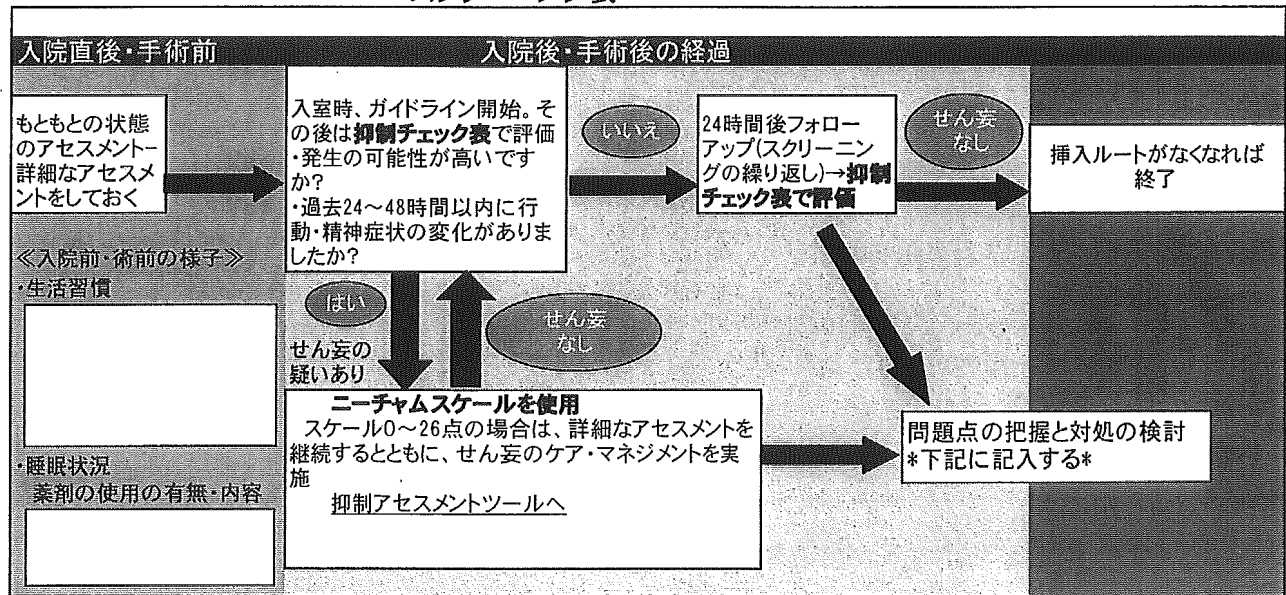 入院直後・手術前
入院後・手術後の経過
もともとの状態
のアセスメントー
詳細なアセスメ
ントをしておく
入室時、ガイドライン開始。そ
の後は抑制チェック表で評価
・発生の可能性が高いです
か?
・過去24~48時間以内に行
動・精神症状の変化がありま
したか?
いいえ
24時間後フォロー
アップ(スクリーニン
グの繰り返し)→抑制
チェック表で評価
せん妄
なし
挿入ルートがなくなれば
終了
≪入院前・術前の様子≫
・生活習慣
はい
せん妄の
疑いあり
せん妄
なし
ニーチャムスケールを使用
スケール0~26点の場合は、詳細なアセスメントを
継続するとともに、せん妄のケア・マネジメントを実
施
抑制アセスメントツールへ
問題点の把握と対処の検討
*下記に記入する*
・睡眠状況
薬剤の使用の有無・内容